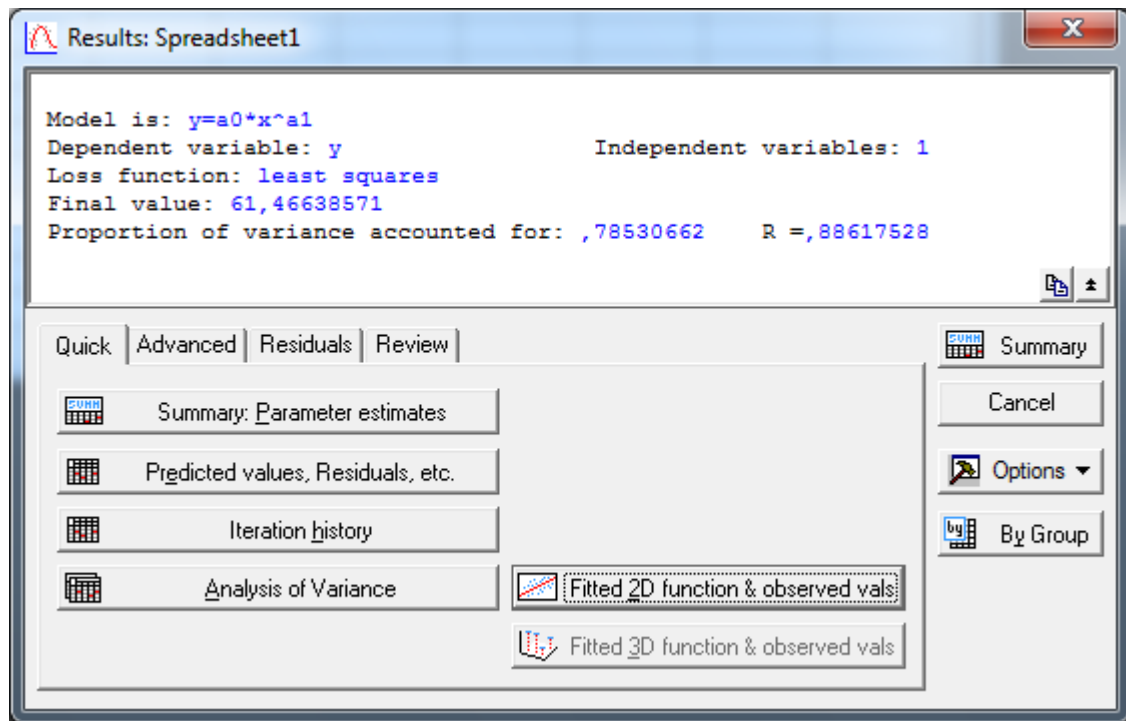 Results: Spreadsheet1
Model is: y=a0*x^a1
Dependent variable: y Independent variables: 1
Loss function: least squares
Final value: 61,46638571
Proportion of variance accounted for: ,78530662 R =,88617528
Quick Advanced Residuals Review
Summary
Summary: Parameter estimates
Cancel
Predicted values, Residuals, etc.
Options
Iteration history
By Group
Analysis of Variance
Fitted 2D function & observed vals
Fitted 3D function & observed vals